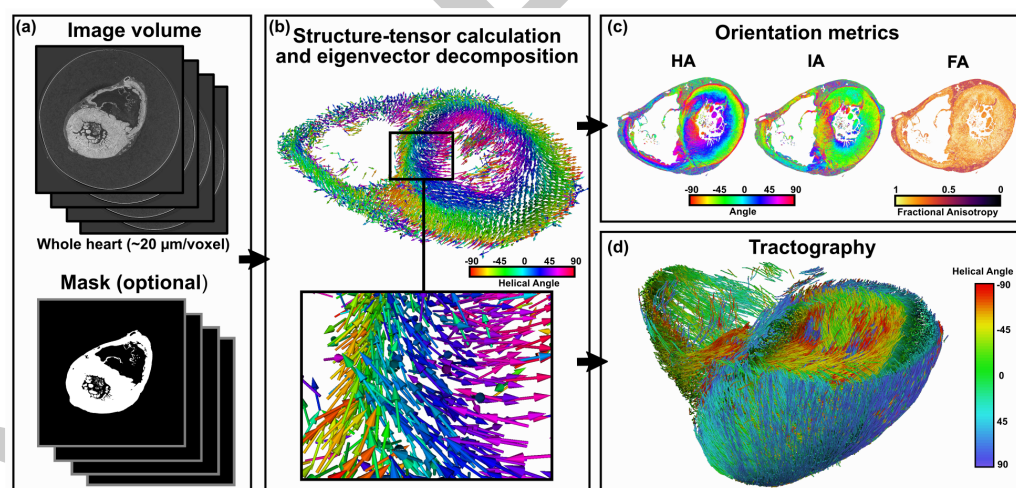 (a)
Image volume
Whole heart (~20 µm/voxel)
Mask (optional)
(b)
Structure-tensor calculation
and eigenvector decomposition
-90 -45 0 45 90
Helical Angle
(c)
Orientation metrics
HA IA FA
-90 -45 0 45 90
Angle
1 0.5 0
Fractional Anisotropy
(d)
Tractography
Helical Angle
-90
-45
0
45
90